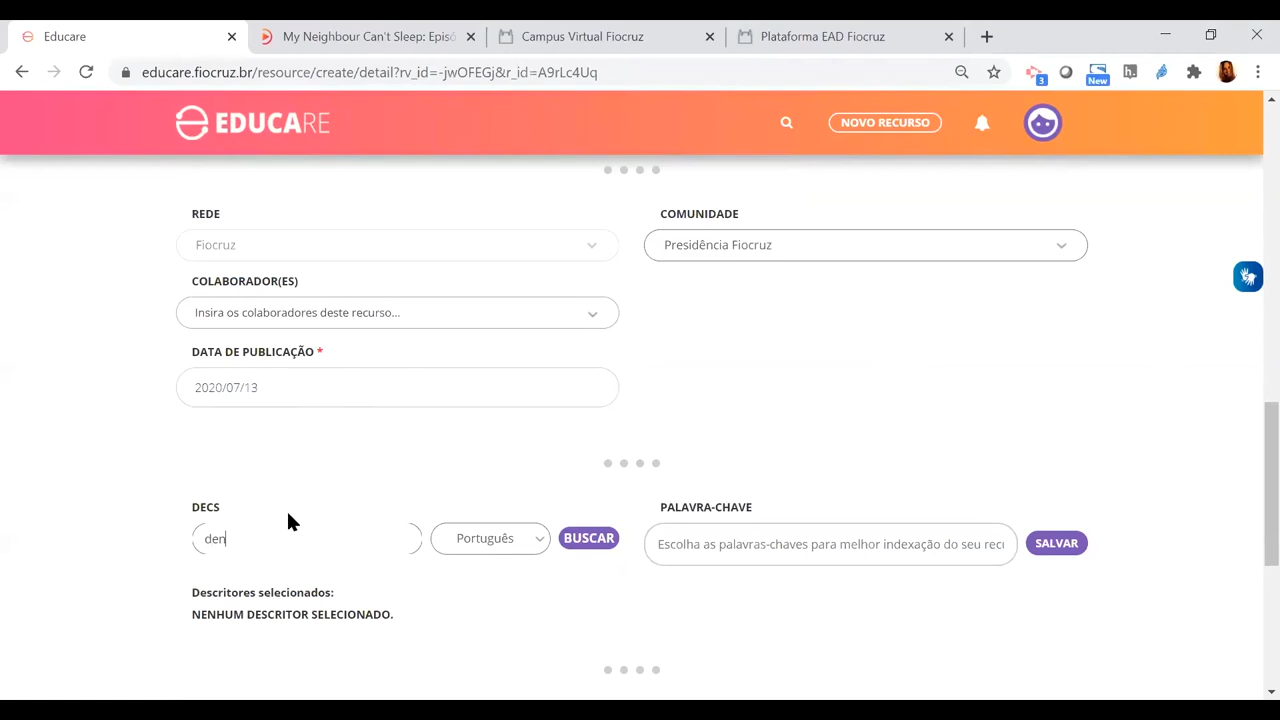 Educare
My Neighbour Can't Sleep: Episó
Campus Virtual Fiocruz
Plataforma EAD Fiocruz
educare.fiocruz.br/resource/create/detail?rv_id=-jwOFEGj&r_id=A9rLc4Uq
3
New
EDUCARE
NOVO RECURSO
REDE
COMUNIDADE
Fiocruz
Presidência Fiocruz
COLABORADOR(ES)
Insira os colaboradores deste recurso...
DATA DE PUBLICAÇÃO *
2020/07/13
DECS
PALAVRA-CHAVE
den
Português
BUSCAR
Escolha as palavras-chaves para melhor indexação do seu recu
SALVAR
Descritores selecionados:
NENHUM DESCRITOR SELECIONADO.